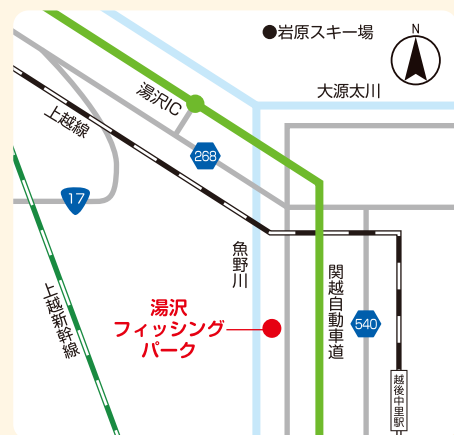 岩原スキー場
N
大源太川
湯沢IC
上越線
268
17
魚野川
関越自動車道
上越新幹線
湯沢
フィッシング
パーク
540
越後中里駅